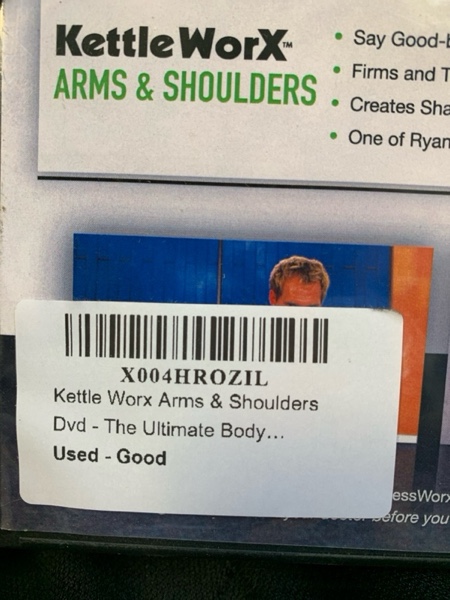 KettleWorX™
ARMS & SHOULDERS
• Say Good-b
• Firms and T
• Creates Sha
• One of Ryan
X004HROZIL
Kettle Worx Arms & Shoulders
Dvd - The Ultimate Body...
Used - Good
essWorx
before you